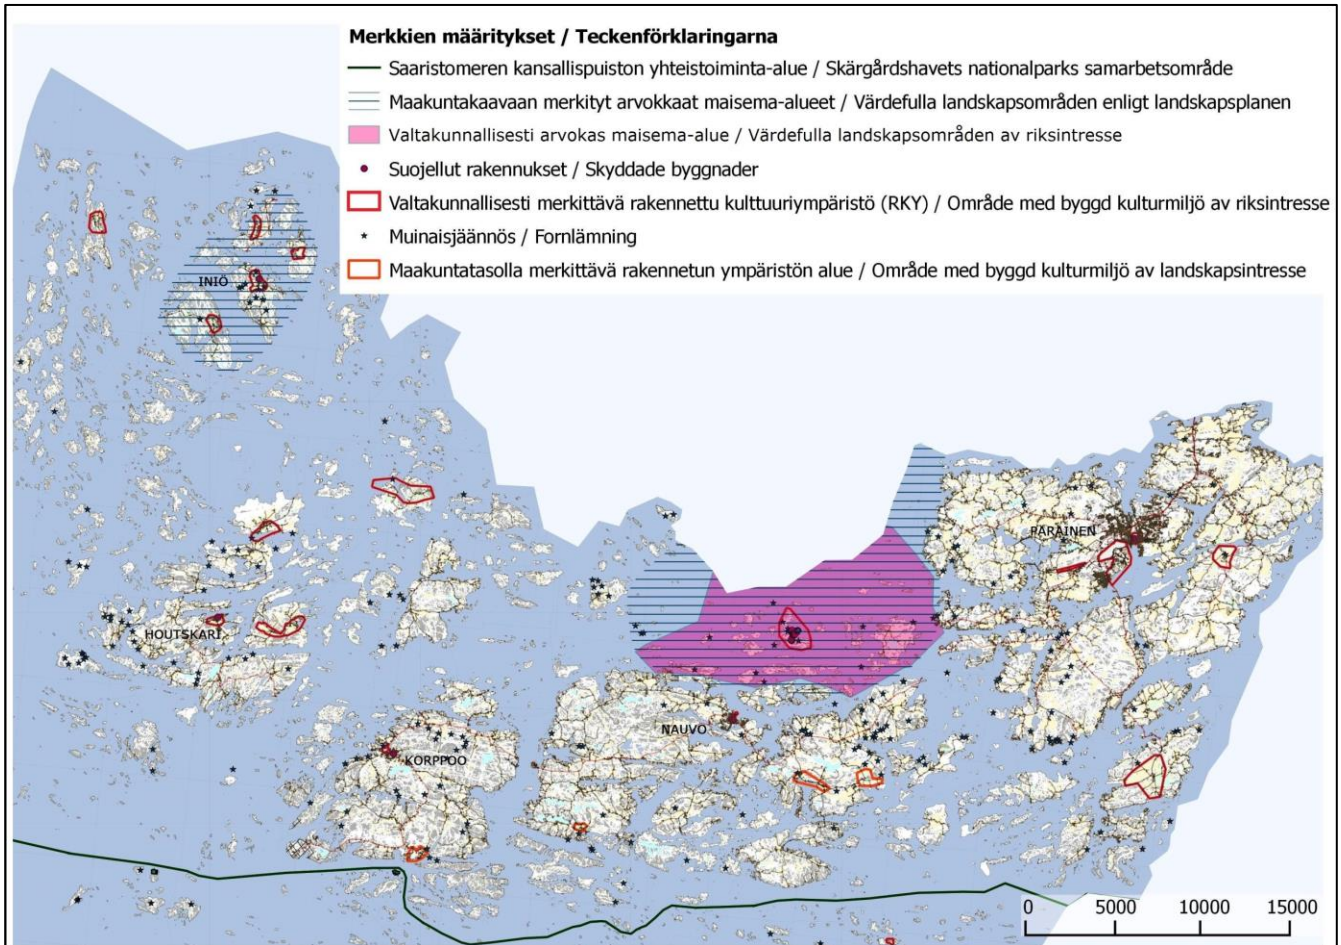 Merkkien määritykset / Teckenförklaringarna
Saaristomeren kansallispuiston yhteistoiminta-alue / Skärgårdshavets nationalparks samarbetsområde
Maakuntakaavaan merkityt arvokkaat maisema-alueet / Värdefulla landskapsområden enligt landskapsplanen
Valtakunnallisesti arvokas maisema-alue / Värdefulla landskapsområden av riksintresse
Suojellut rakennukset / Skyddade byggnader
Valtakunnallisesti merkittävä rakennettu kulttuuriympäristö (RKY) / Område med byggd kulturmiljö av riksintresse
Muinaisjäännös / Fornlämning
Maakuntatasolla merkittävä rakennetun ympäristön alue / Område med byggd kulturmiljö av landskapsintresse
INIÖ
PARAINEN
HOUTSKARI
NAUVO
KORPPOO
0 5000 10000 15000